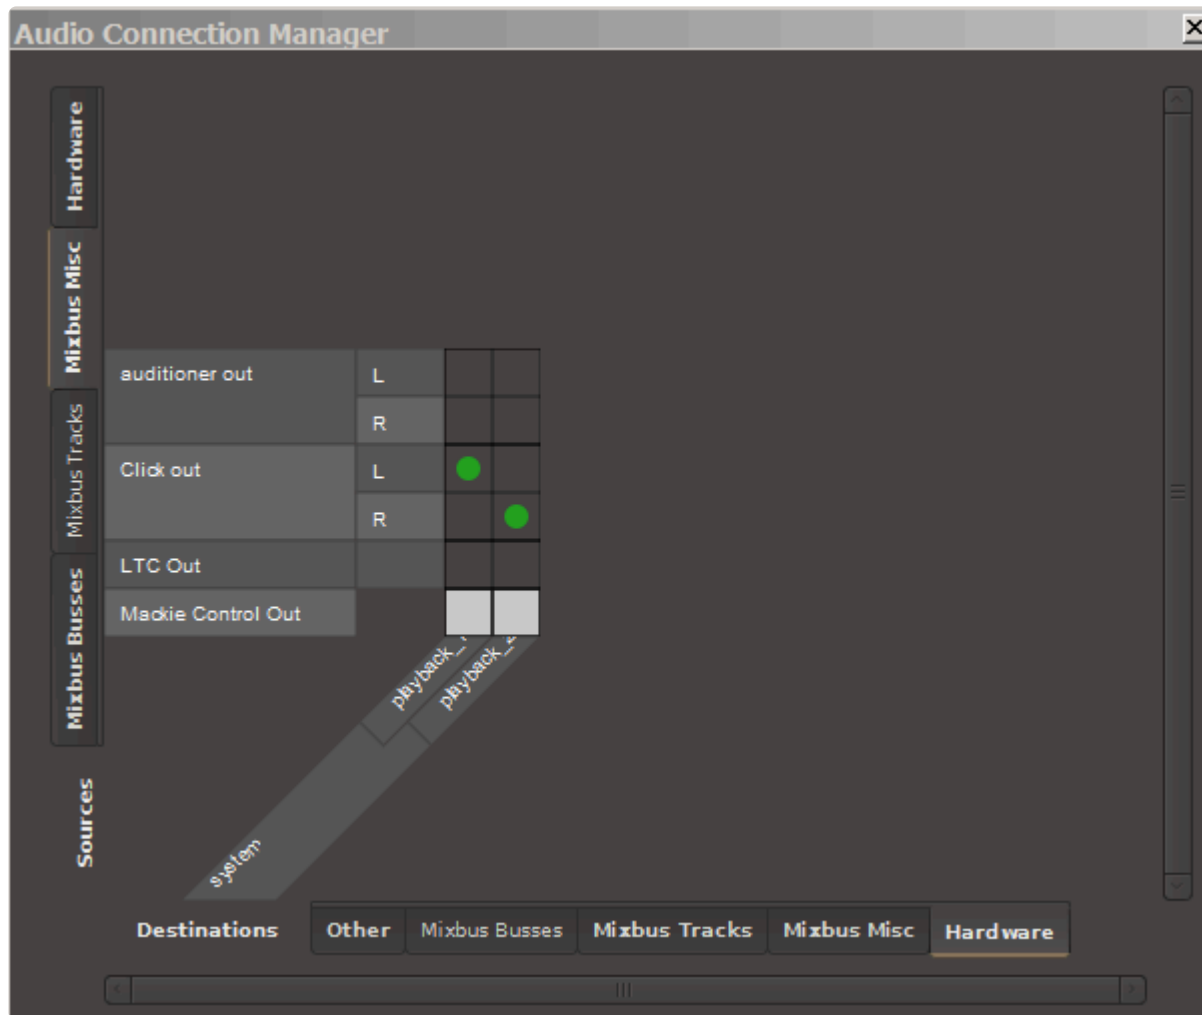 Audio Connection Manager
Hardware
Mixbus Misc
Mixbus Tracks
Mixbus Busses
Sources
auditioner out
L
R
Click out
L
R
LTC Out
Mackie Control Out
system
Destinations
Other
Mixbus Busses
Mixbus Tracks
Mixbus Misc
Hardware